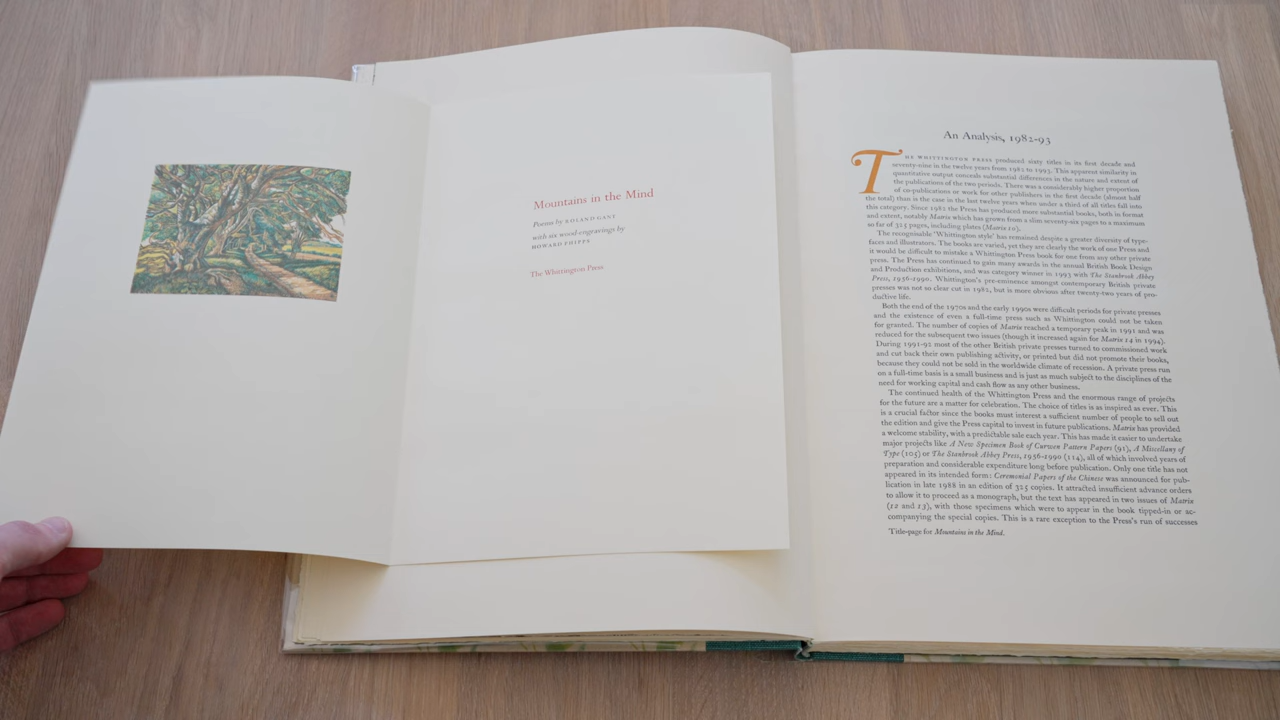 Mountains in the Mind
Poems by ROLAND GANT
with six wood-engravings by
HOWARD PHIPPS
The Whittington Press
An Analysis, 1982-93
THE WHITTINGTON PRESS produced sixty titles in its first decade and
seventy-nine in the twelve years from 1982 to 1993. This apparent similarity in
quantitative output conceals substantial differences in the nature and extent of
the publications of the two periods. There was a considerably higher proportion
of co-publications or work for other publishers in the first decade (almost half
the total) than is the case in the last twelve years when under a third of all titles fall into
this category. Since 1982 the Press has produced more substantial books, both in format
and extent, notably Matrix which has grown from a slim seventy-six pages to a maximum
so far of 315 pages, including plates (Matrix 10).
The recognisable 'Whittington style' has remained despite a greater diversity of type-
faces and illustrators. The books are varied, yet they are clearly the work of one Press and
it would be difficult to mistake a Whittington Press book for one from any other private
press. The Press has continued to gain many awards in the annual British Book Design
and Production exhibitions, and was category winner in 1993 with The Stanbrook Abbey
Press, 1956-1990. Whittington's pre-eminence amongst contemporary British private
presses was not so clear cut in 1982, but is more obvious after twenty-two years of pro-
ductive life.
Both the end of the 1970s and the early 1990s were difficult periods for private presses
and the existence of even a full-time press such as Whittington could not be taken
for granted. The number of copies of Matrix reached a temporary peak in 1991 and was
reduced for the subsequent two issues (though it increased again for Matrix 14 in 1994).
During 1991-92 most of the other British private presses turned to commissioned work
and cut back their own publishing activity, or printed but did not promote their books,
because they could not be sold in the worldwide climate of recession. A private press run
on a full-time basis is a small business and is just as much subject to the disciplines of the
need for working capital and cash flow as any other business.
The continued health of the Whittington Press and the enormous range of projects
for the future are a matter for celebration. The choice of titles is as inspired as ever. This
is a crucial factor since the books must interest a sufficient number of people to sell out
the edition and give the Press capital to invest in future publications. Matrix has provided
a welcome stability, with a predictable sale each year. This has made it easier to undertake
major projects like A New Specimen Book of Curwen Pattern Papers (91), A Miscellany of
Type (105) or The Stanbrook Abbey Press, 1956-1990 (114), all of which involved years of
preparation and considerable expenditure long before publication. Only one title has not
appeared in its intended form: Ceremonial Papers of the Chinese was announced for pub-
lication in late 1988 in an edition of 325 copies. It attracted insufficient advance orders
to allow it to proceed as a monograph, but the text has appeared in two issues of Matrix
(12 and 13), with those specimens which were to appear in the book tipped-in or ac-
companying the special copies. This is a rare exception to the Press's run of successes
Title-page for Mountains in the Mind.